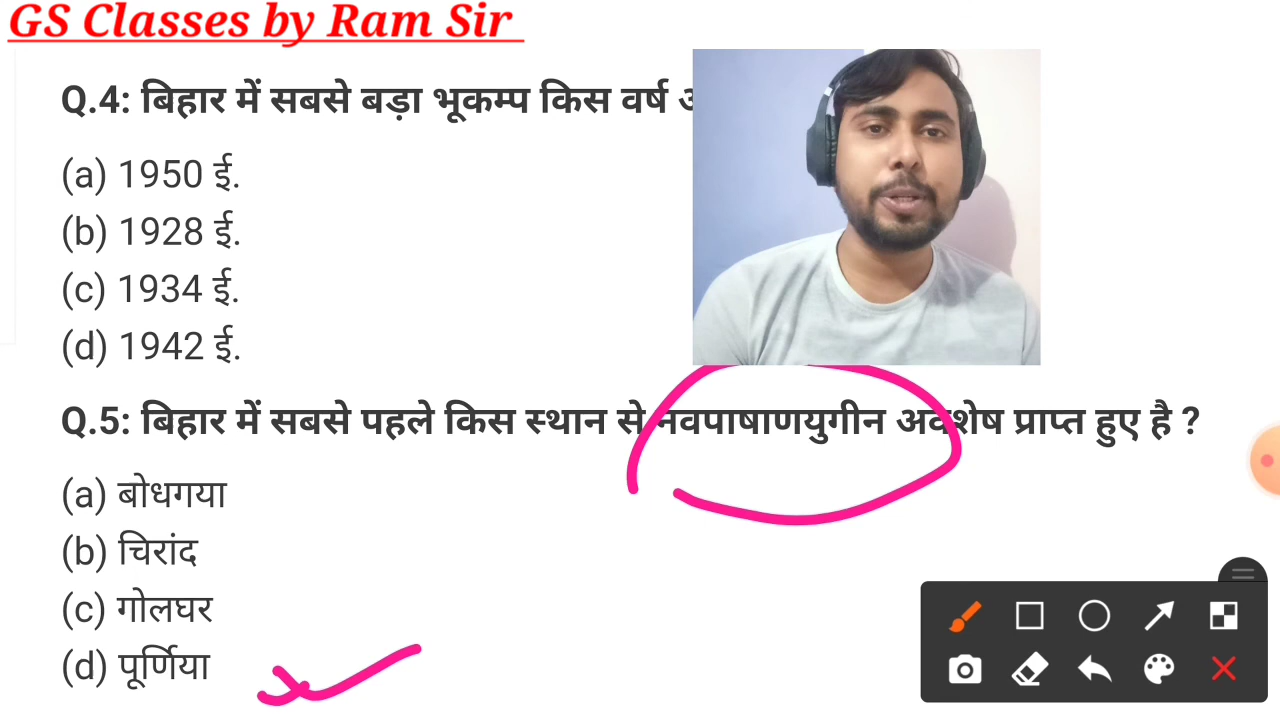 GS Classes by Ram Sir
Q.4: बिहार में सबसे बड़ा भूकम्प किस वर्ष
(a) 1950 ई.
(b) 1928 ई.
(c) 1934 ई.
(d) 1942 ई.
Q.5: बिहार में सबसे पहले किस स्थान से नवपाषाणयुगीन अवशेष प्राप्त हुए है ?
(a) बोधगया
(b) चिरांद
(c) गोलघर
(d) पूर्णिया